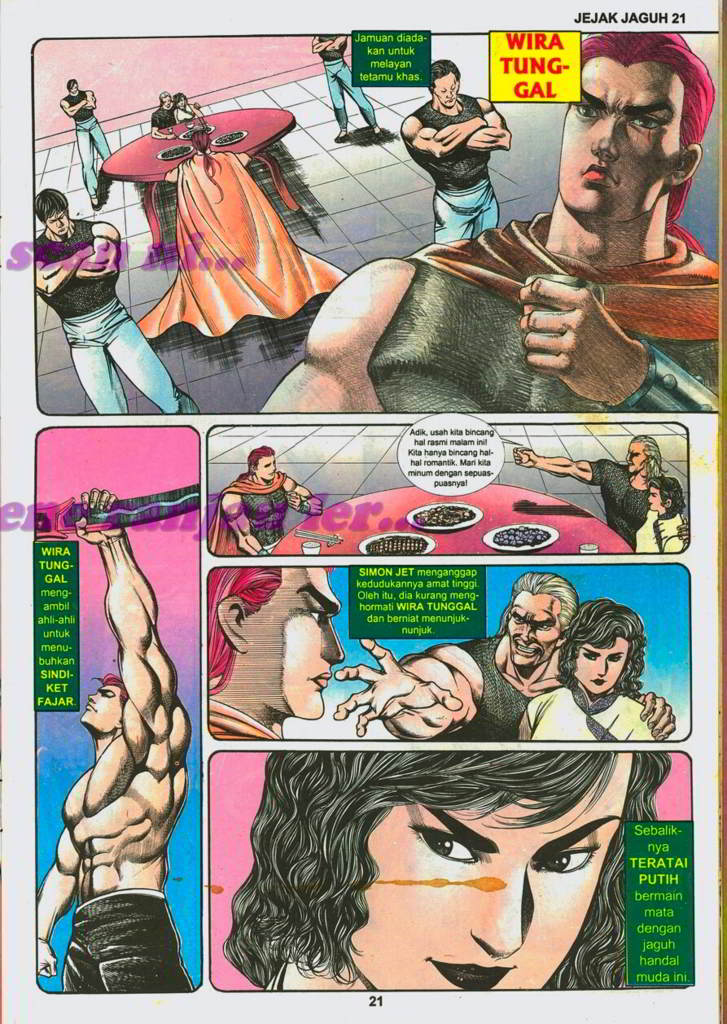 JEJAK JAGUH 21
Jamuan diada-
kan untuk
melayan
tetamu khas.
WIRA
TUNG-
GAL
scan ni...
Adik, usah kita bincang
hal rasmi malam ini!
Kita hanya bincang hal-
hal romantik. Mari kita
minum dengan sepuas-
puasnya!
WIRA
TUNG-
GAL
meng-
ambil
ahli-ahli
untuk
menu-
buhkan
SINDI-
KET
FAJAR.
SIMON JET menganggap
kedudukannya amat tinggi.
Oleh itu, dia kurang meng-
hormati WIRA TUNGGAL
dan berniat menunjuk-
nunjuk.
Sebalik-
nya
TERATAI
PUTIH
bermain
mata
dengan
jaguh
handal
muda ini.
21